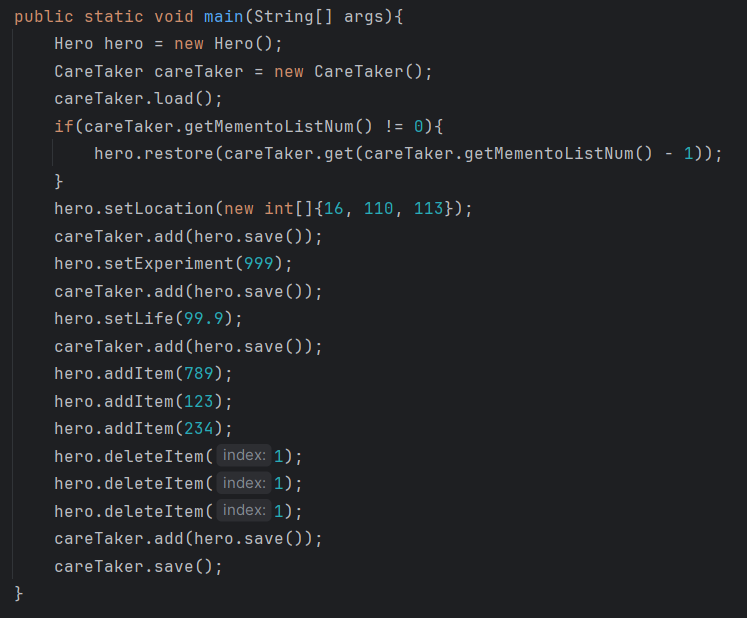 public static void main(String[] args){
    Hero hero = new Hero();
    CareTaker careTaker = new CareTaker();
    careTaker.load();
    if(careTaker.getMementoListNum() != 0){
        hero.restore(careTaker.get(careTaker.getMementoListNum() - 1));
    }
    hero.setLocation(new int[]{16, 110, 113});
    careTaker.add(hero.save());
    hero.setExperiment(999);
    careTaker.add(hero.save());
    hero.setLife(99.9);
    careTaker.add(hero.save());
    hero.addItem(789);
    hero.addItem(123);
    hero.addItem(234);
    hero.deleteItem( index: 1);
    hero.deleteItem( index: 1);
    hero.deleteItem( index: 1);
    careTaker.add(hero.save());
    careTaker.save();
}